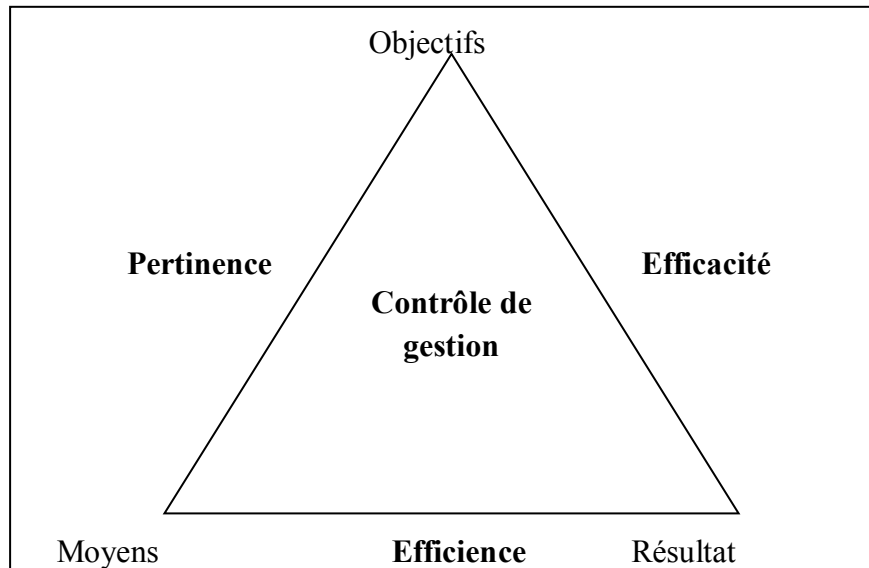 Objectifs
Pertinence
Efficacité
Contrôle de
gestion
Moyens
Efficience
Résultat